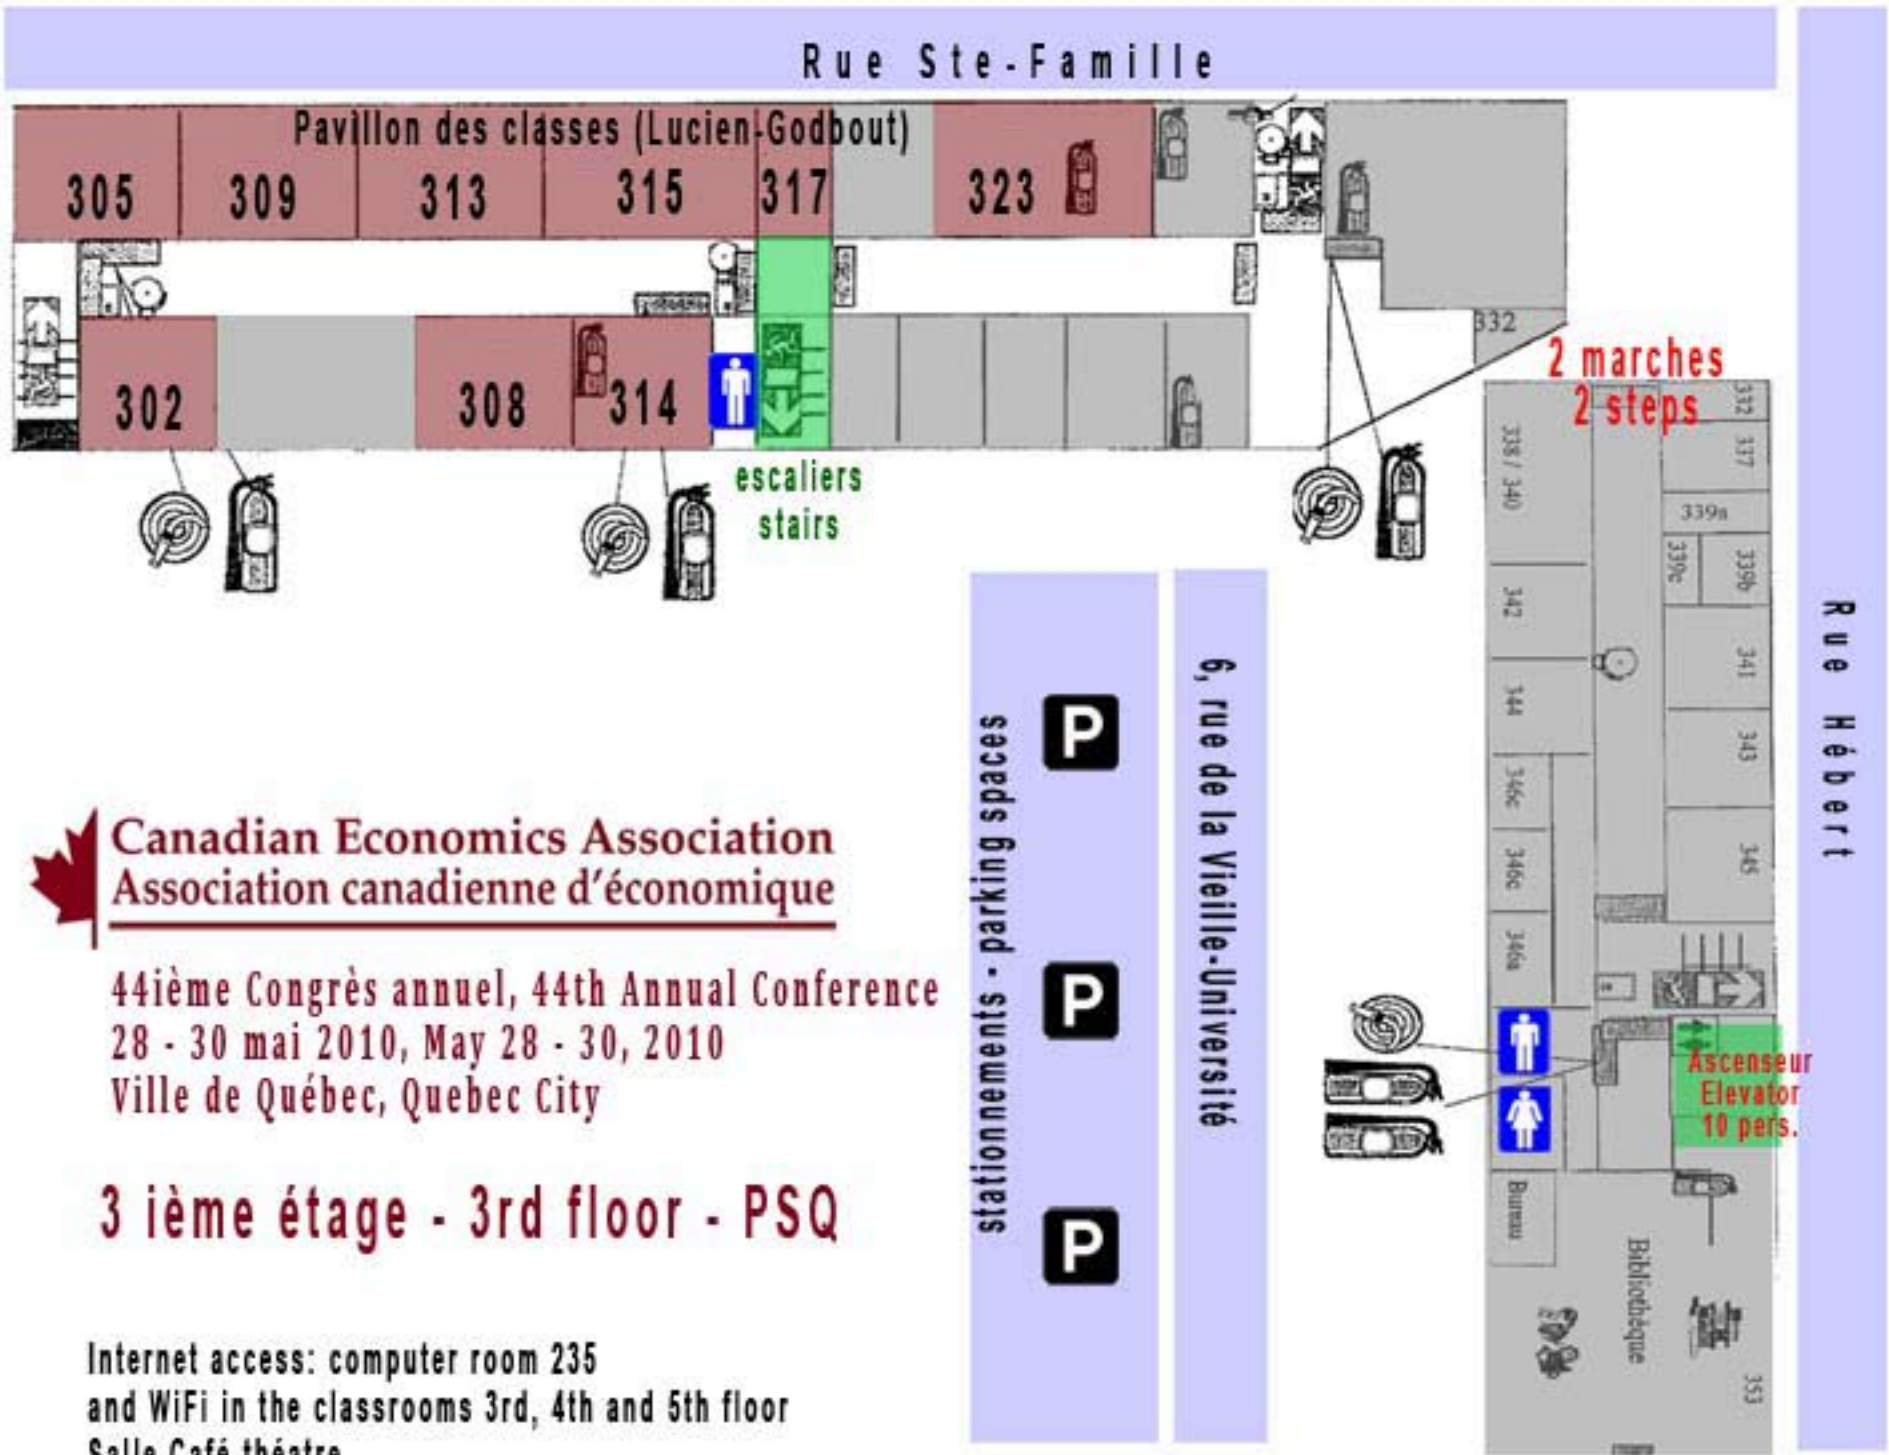 Rue Ste-Famille
Pavillon des classes (Lucien-Godbout)
305
309
313
315
317
323
302
308
314
332
escaliers
stairs
2 marches
2 steps
332
338 / 340
337
339a
339c
339b
342
341
344
343
346c
345
346c
346a
Rue Hébert
stationnements - parking spaces
P
P
P
6, rue de la Vieille-Université
Ascenseur
Elevator
10 pers.
Bureau
Bibliothèque
353
Canadian Economics Association
Association canadienne d'économique
44ième Congrès annuel, 44th Annual Conference
28 - 30 mai 2010, May 28 - 30, 2010
Ville de Québec, Quebec City
3 ième étage - 3rd floor - PSQ
Internet access: computer room 235
and WiFi in the classrooms 3rd, 4th and 5th floor
Salle Café théatre